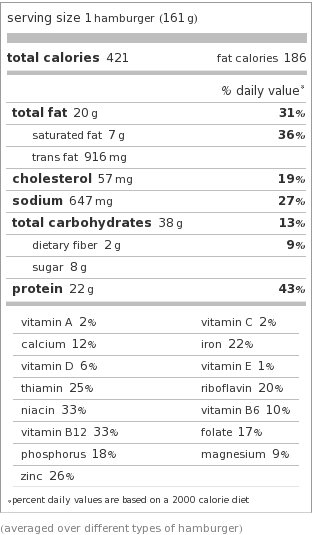 serving size 1 hamburger (161 g)
total calories 421 fat calories 186
% daily value*
total fat 20 g 31%
saturated fat 7 g 36%
trans fat 916 mg
cholesterol 57 mg 19%
sodium 647 mg 27%
total carbohydrates 38 g 13%
dietary fiber 2 g 9%
sugar 8 g
protein 22 g 43%
vitamin A 2% vitamin C 2%
calcium 12% iron 22%
vitamin D 6% vitamin E 1%
thiamin 25% riboflavin 20%
niacin 33% vitamin B6 10%
vitamin B12 33% folate 17%
phosphorus 18% magnesium 9%
zinc 26%
*percent daily values are based on a 2000 calorie diet
(averaged over different types of hamburger)